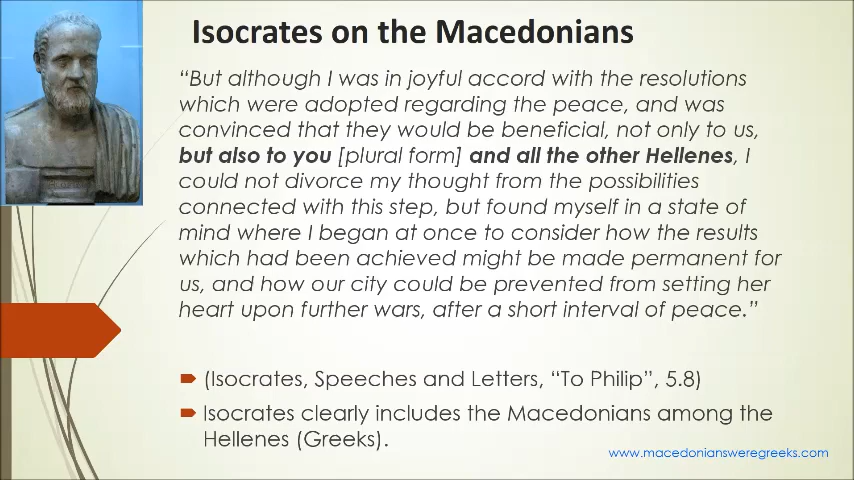 Isocrates on the Macedonians
“But although I was in joyful accord with the resolutions
which were adopted regarding the peace, and was
convinced that they would be beneficial, not only to us,
but also to you [plural form] and all the other Hellenes, I
could not divorce my thought from the possibilities
connected with this step, but found myself in a state of
mind where I began at once to consider how the results
which had been achieved might be made permanent for
us, and how our city could be prevented from setting her
heart upon further wars, after a short interval of peace.”
(Isocrates, Speeches and Letters, “To Philip”, 5.8)
Isocrates clearly includes the Macedonians among the
Hellenes (Greeks).
www.macedoniansweregreeks.com